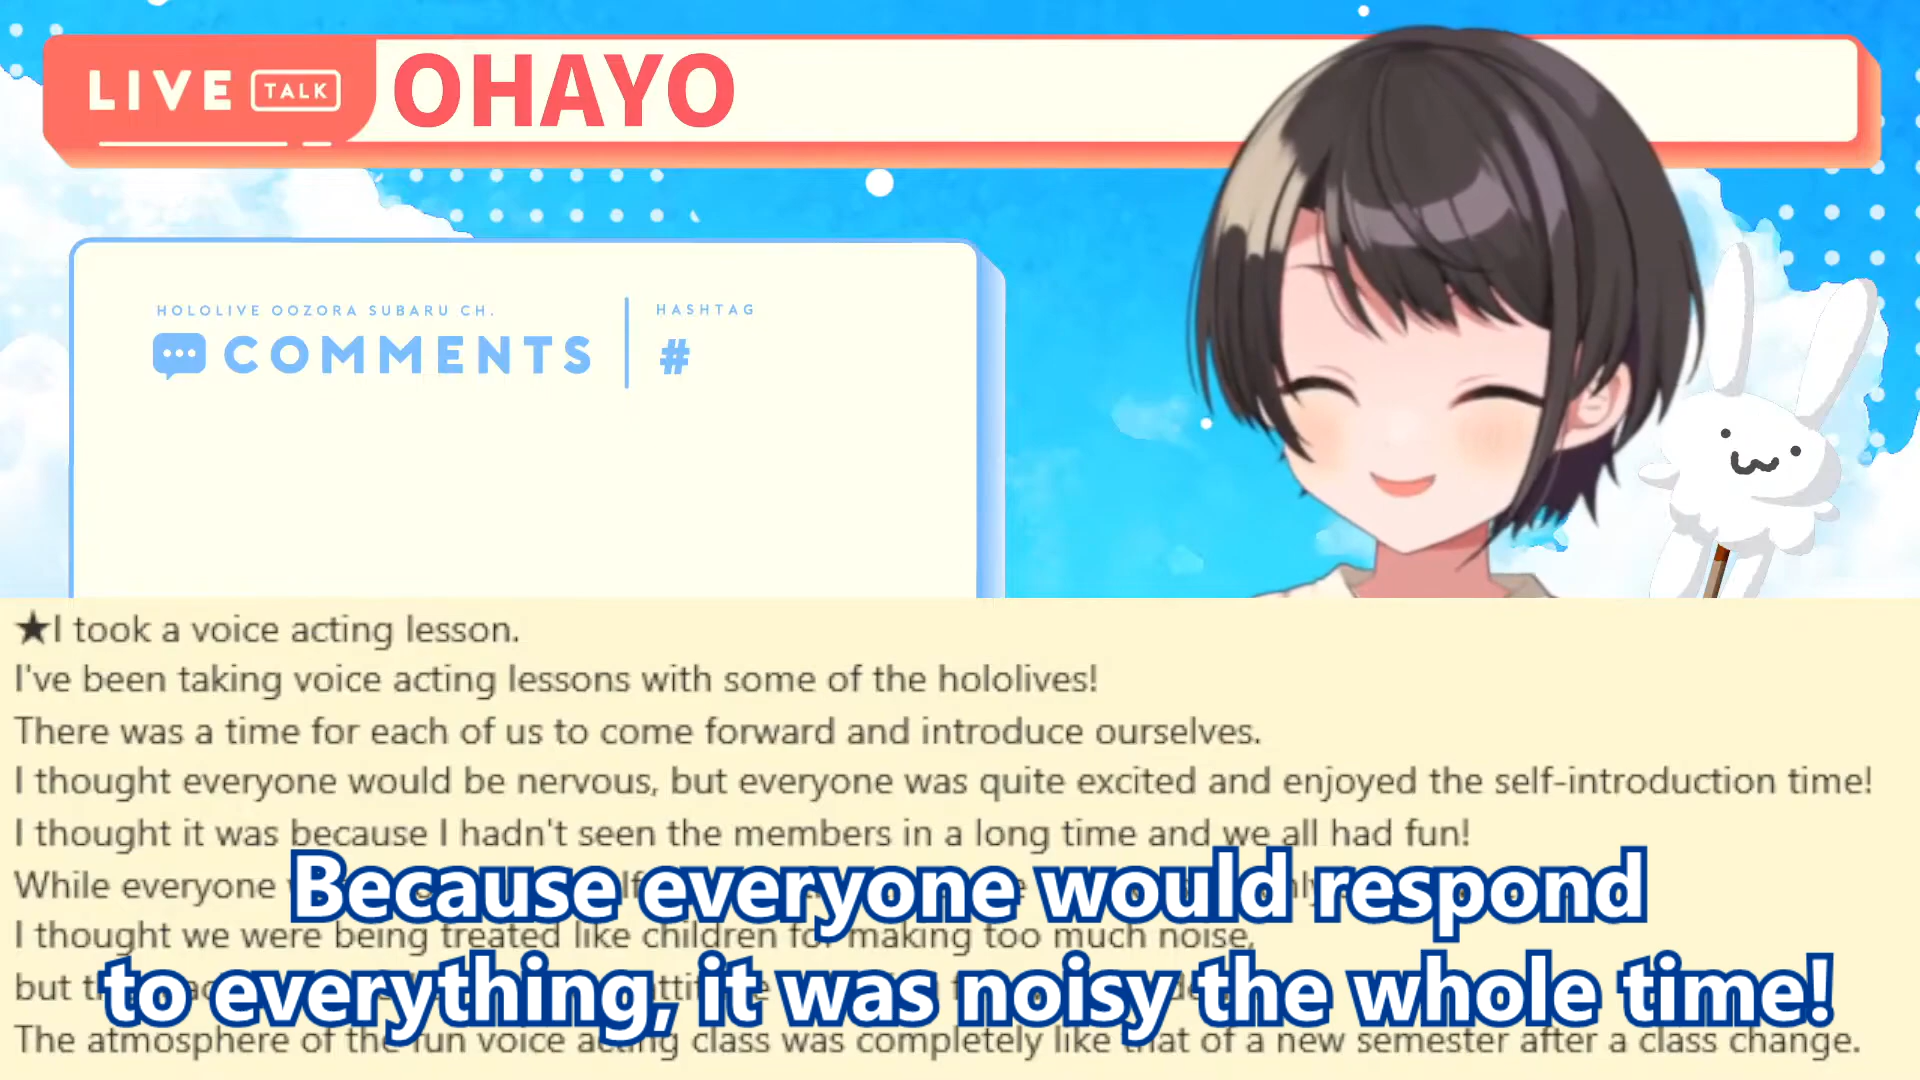 LIVE TALK OHAYO
HOLOLIVE OOZORA SUBARU CH.
COMMENTS
HASHTAG
#
★I took a voice acting lesson.
I've been taking voice acting lessons with some of the hololives!
There was a time for each of us to come forward and introduce ourselves.
I thought everyone would be nervous, but everyone was quite excited and enjoyed the self-introduction time!
I thought it was because I hadn't seen the members in a long time and we all had fun!
While everyone
Because everyone would respond
I thought we were being treated like children for making too much noise,
but
to everything, it was noisy the whole time!
The atmosphere of the fun voice acting class was completely like that of a new semester after a class change.